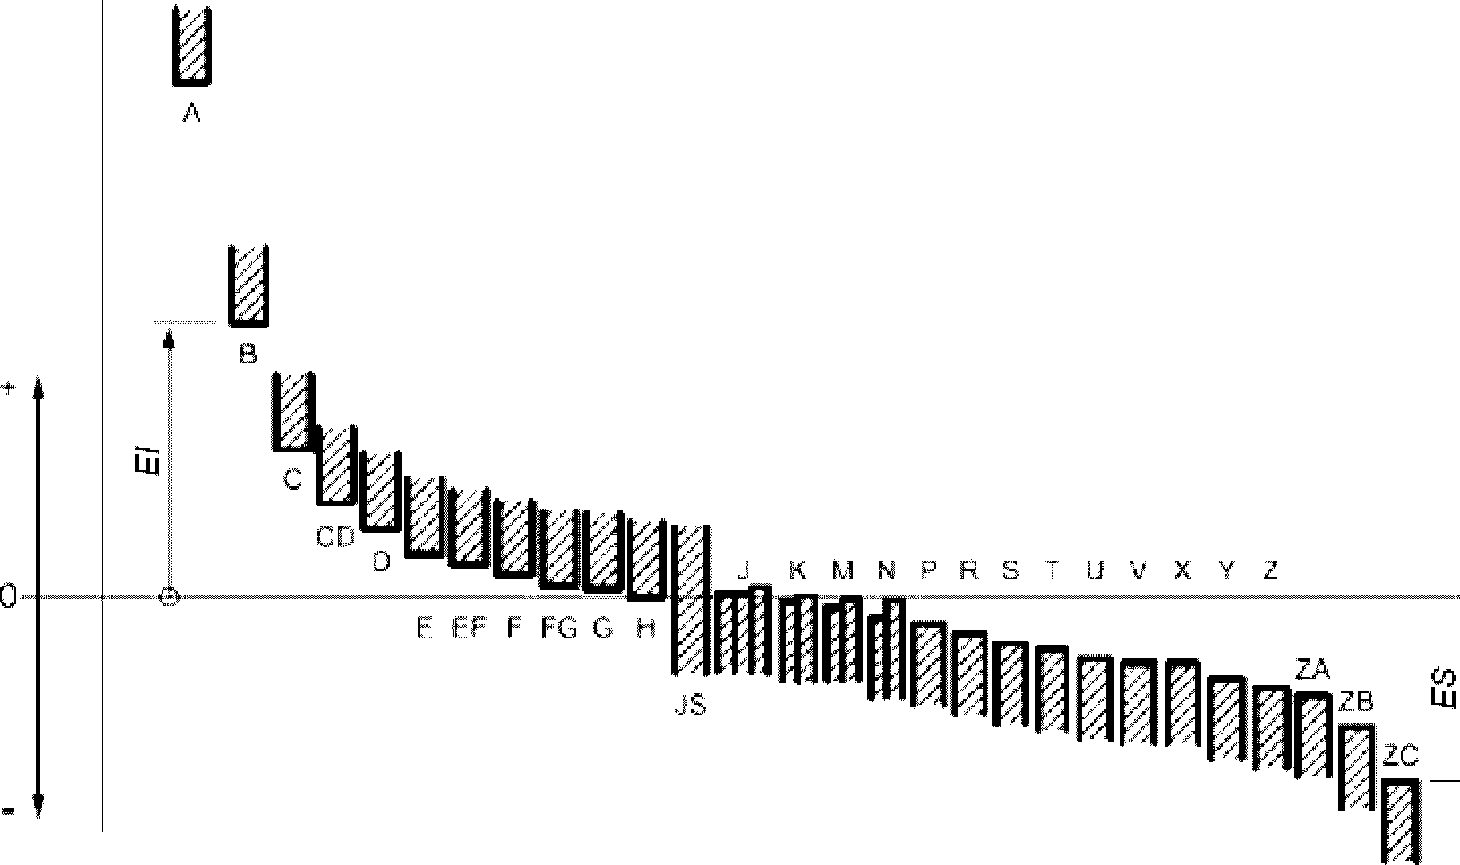 A
B
+
EI
C
CD
D
J K M N P R S T U V X Y Z
0
E EF F FG G H
ZA
ES
JS
ZB
ZC
-